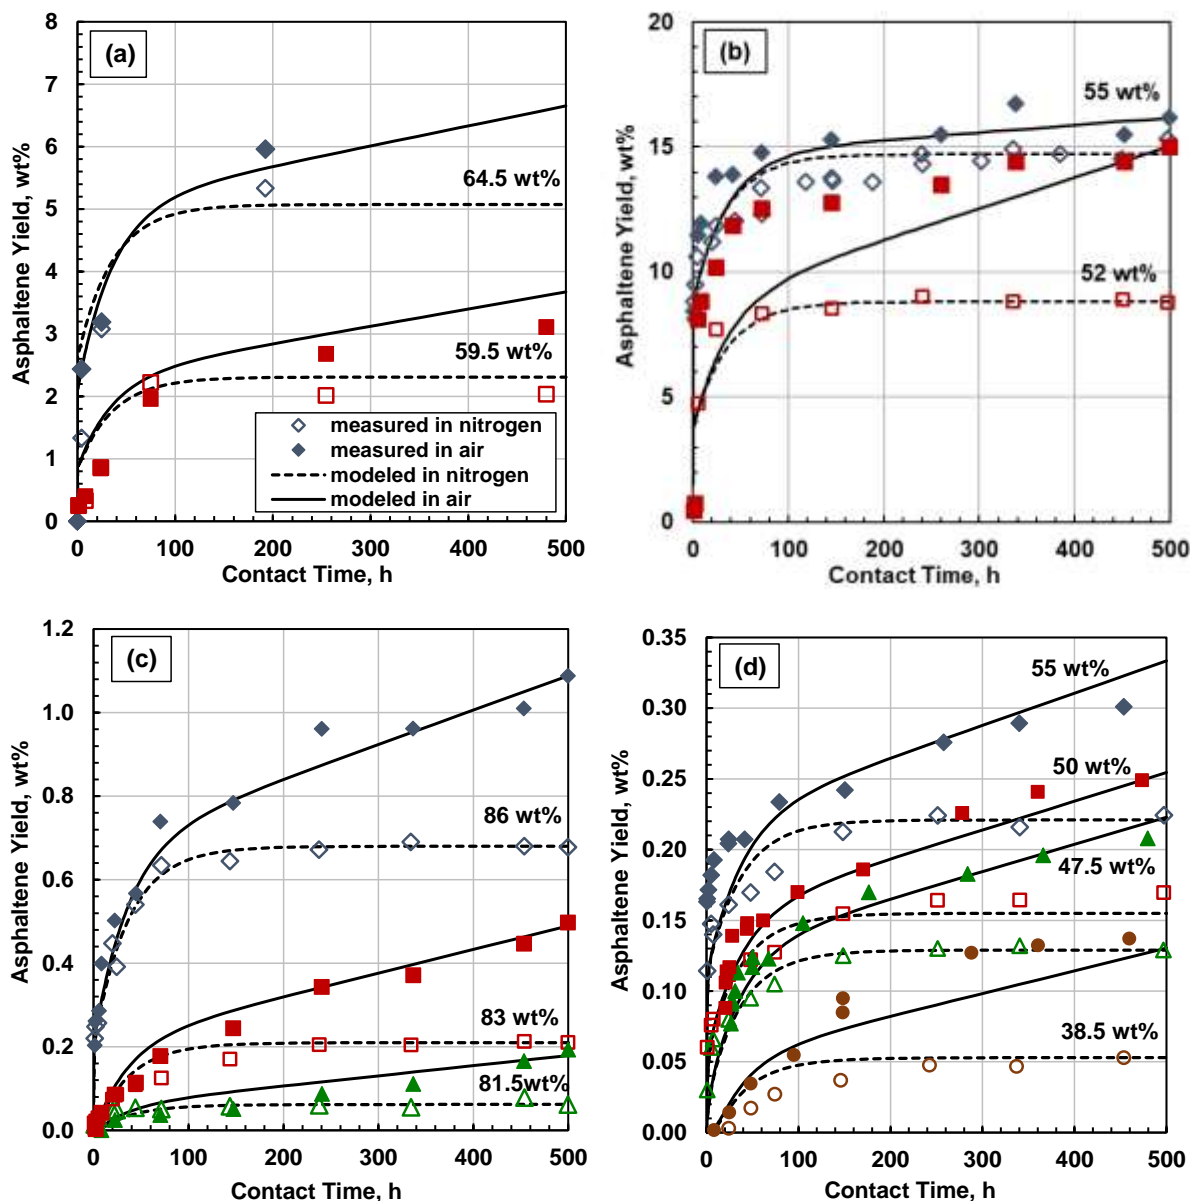 (a)
8
7
6
5
4
3
2
1
0
Asphaltene Yield, wt%
64.5 wt%
59.5 wt%
measured in nitrogen
measured in air
modeled in nitrogen
modeled in air
0 100 200 300 400 500
Contact Time, h
(b)
20
15
10
5
0
Asphaltene Yield, wt%
55 wt%
52 wt%
0 100 200 300 400 500
Contact Time, h
(c)
1.2
1.0
0.8
0.6
0.4
0.2
0.0
Asphaltene Yield, wt%
86 wt%
83 wt%
81.5wt%
0 100 200 300 400 500
Contact Time, h
(d)
0.35
0.30
0.25
0.20
0.15
0.10
0.05
0.00
Asphaltene Yield, wt%
55 wt%
50 wt%
47.5 wt%
38.5 wt%
0 100 200 300 400 500
Contact Time, h